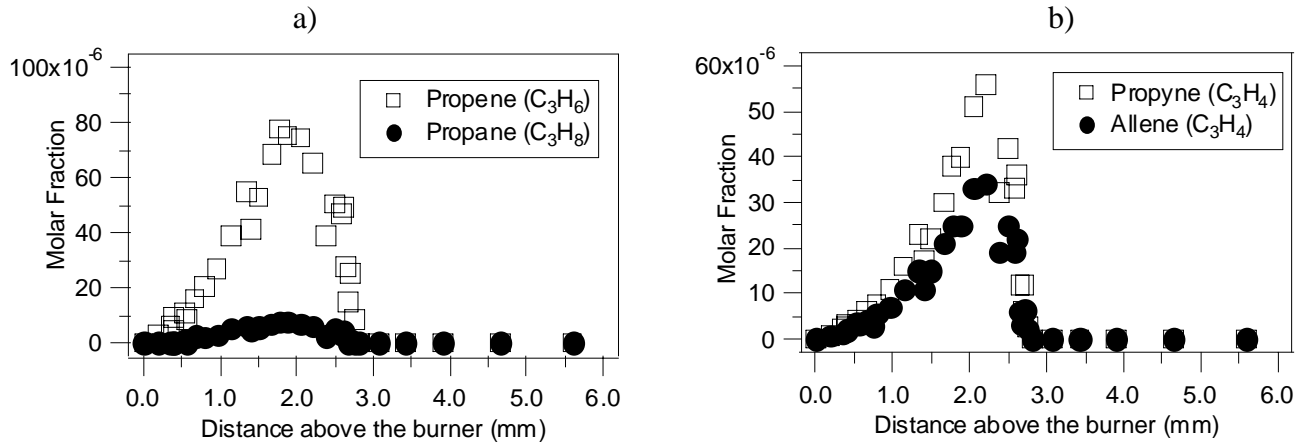 a)
100x10-6
80
60
40
20
0
Molar Fraction
Propene (C3H6)
Propane (C3H8)
0.0 1.0 2.0 3.0 4.0 5.0 6.0
Distance above the burner (mm)
b)
60x10-6
50
40
30
20
10
0
Molar Fraction
Propyne (C3H4)
Allene (C3H4)
0.0 1.0 2.0 3.0 4.0 5.0 6.0
Distance above the burner (mm)